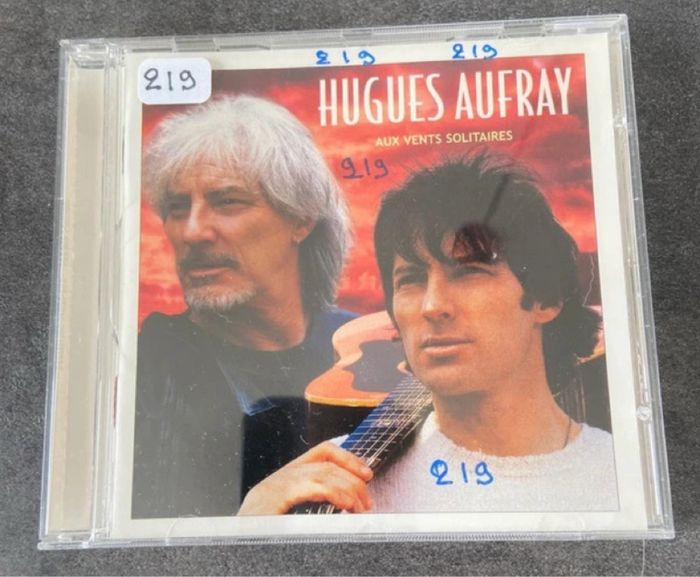 219 219
219
HUGUES AUFRAY
AUX VENTS SOLITAIRES
219
219